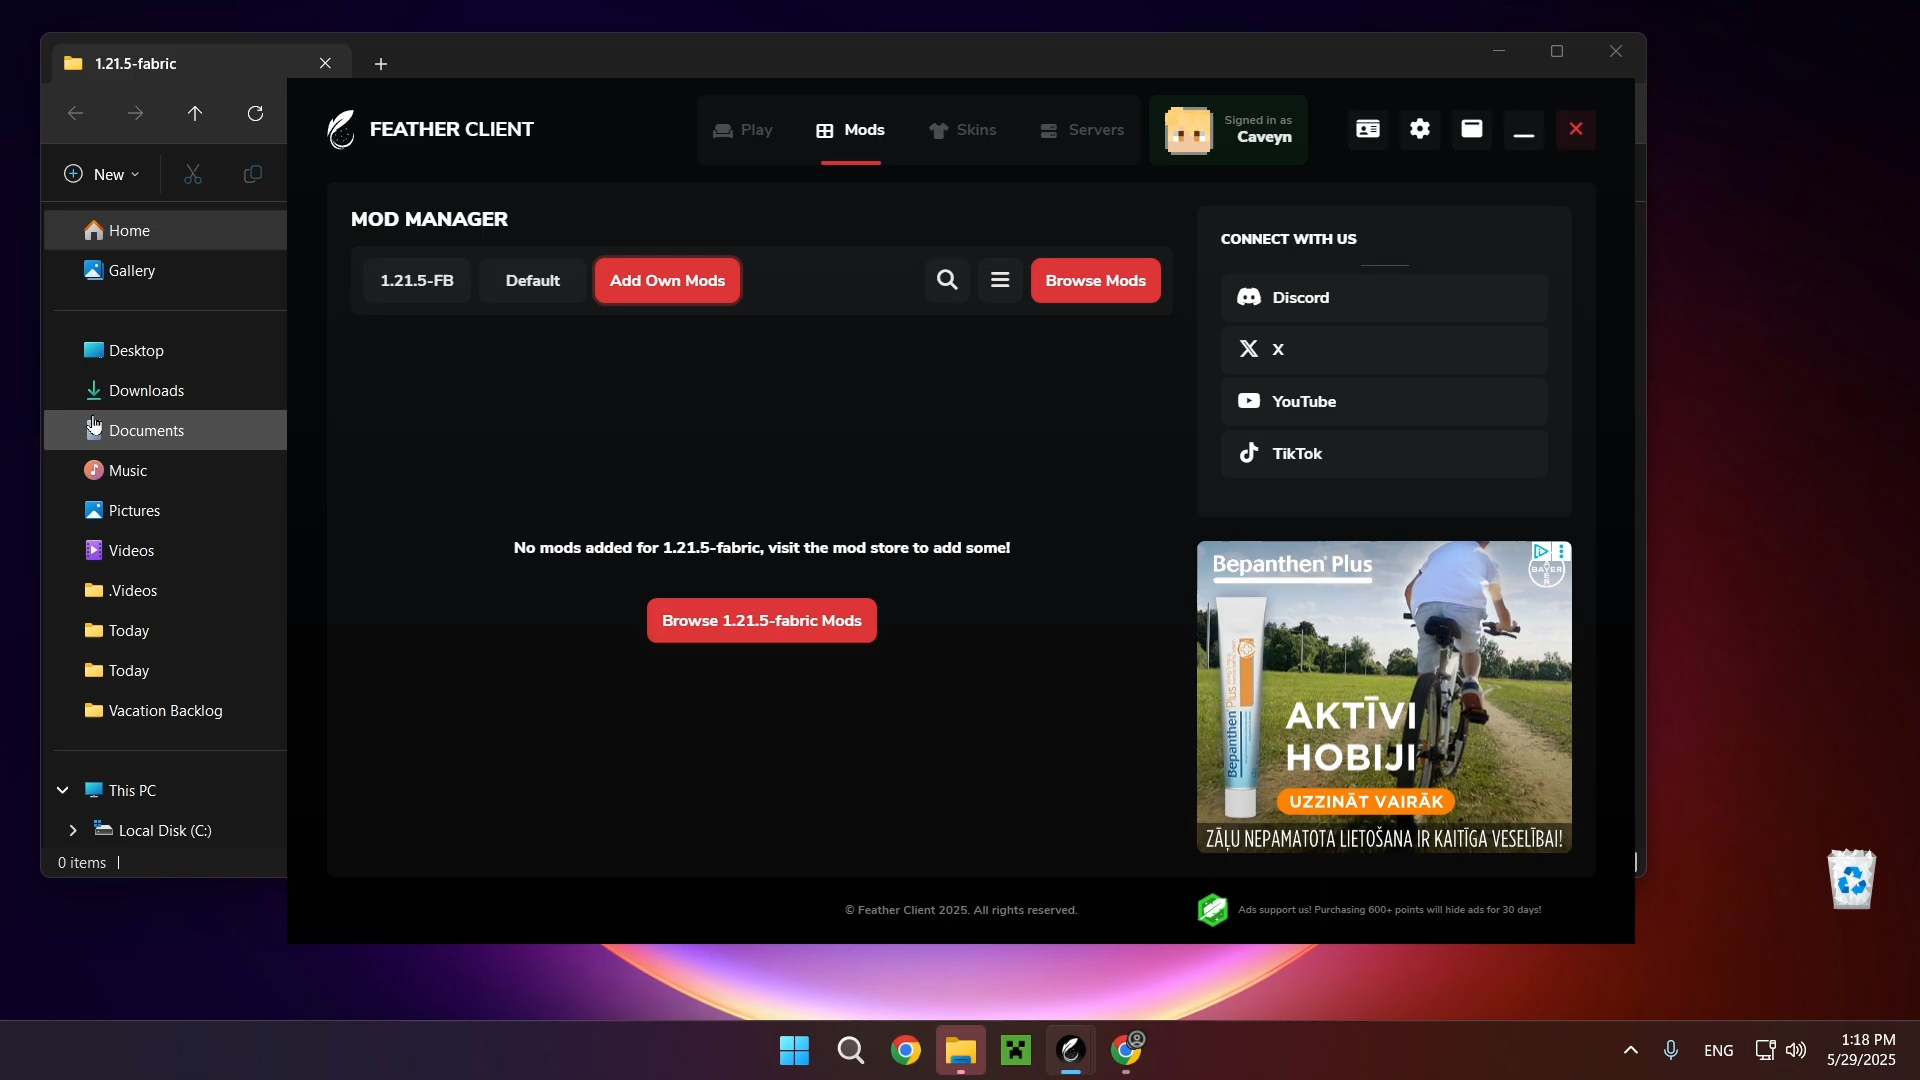 1.21.5-fabric
New
Home
Gallery
Desktop
Downloads
Documents
Music
Pictures
Videos
.Videos
Today
Today
Vacation Backlog
This PC
Local Disk (C:)
0 items
FEATHER CLIENT
Play
Mods
Skins
Servers
Signed in as
Caveyn
MOD MANAGER
1.21.5-FB
Default
Add Own Mods
Browse Mods
No mods added for 1.21.5-fabric, visit the mod store to add some!
Browse 1.21.5-fabric Mods
CONNECT WITH US
Discord
X
YouTube
TikTok
Bepanthen® Plus
BAYER
Bepanthen® Plus
AKTĪVI
HOBIJI
UZZINĀT VAIRĀK
ZĀĻU NEPAMATOTA LIETOŠANA IR KAITĪGA VESELĪBAI!
© Feather Client 2025. All rights reserved.
Ads support us! Purchasing 600+ points will hide ads for 30 days!
ENG
1:18 PM
5/29/2025